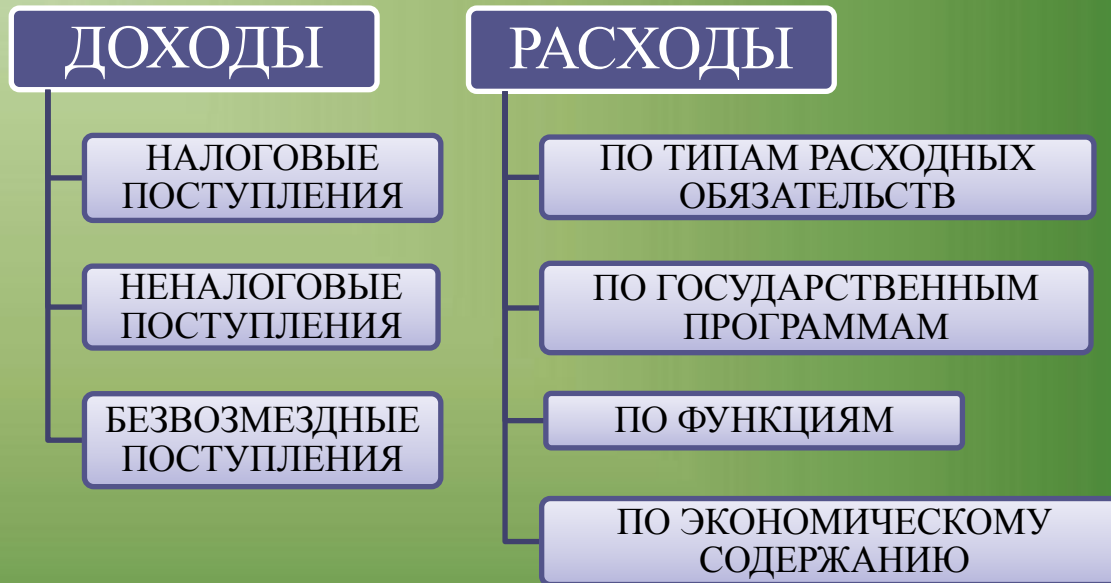 ДОХОДЫ
НАЛОГОВЫЕ
ПОСТУПЛЕНИЯ
НЕНАЛОГОВЫЕ
ПОСТУПЛЕНИЯ
БЕЗВОЗМЕЗДНЫЕ
ПОСТУПЛЕНИЯ
РАСХОДЫ
ПО ТИПАМ РАСХОДНЫХ
ОБЯЗАТЕЛЬСТВ
ПО ГОСУДАРСТВЕННЫМ
ПРОГРАММАМ
ПО ФУНКЦИЯМ
ПО ЭКОНОМИЧЕСКОМУ
СОДЕРЖАНИЮ